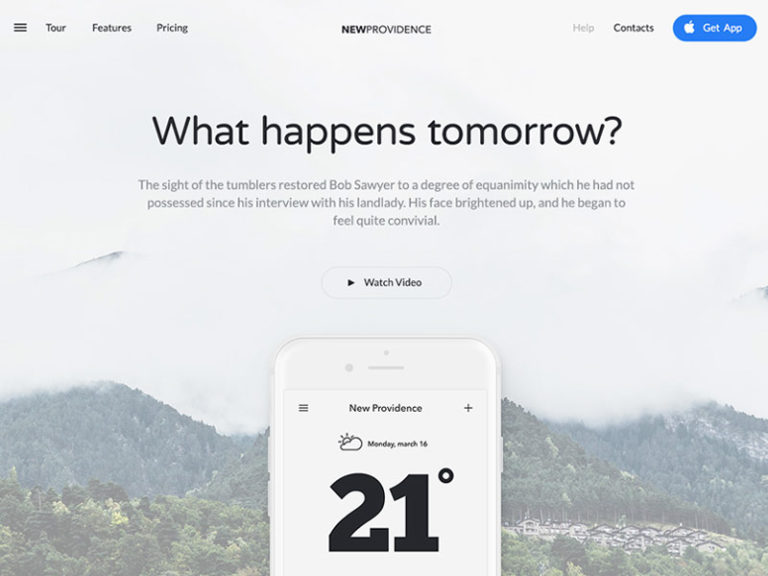 Tour Features Pricing NEWPROVIDENCE Help Contacts Get App
What happens tomorrow?
The sight of the tumblers restored Bob Sawyer to a degree of equanimity which he had not
possessed since his interview with his landlady. His face brightened up, and he began to
feel quite convivial.
Watch Video
New Providence
Monday, march 16
21°